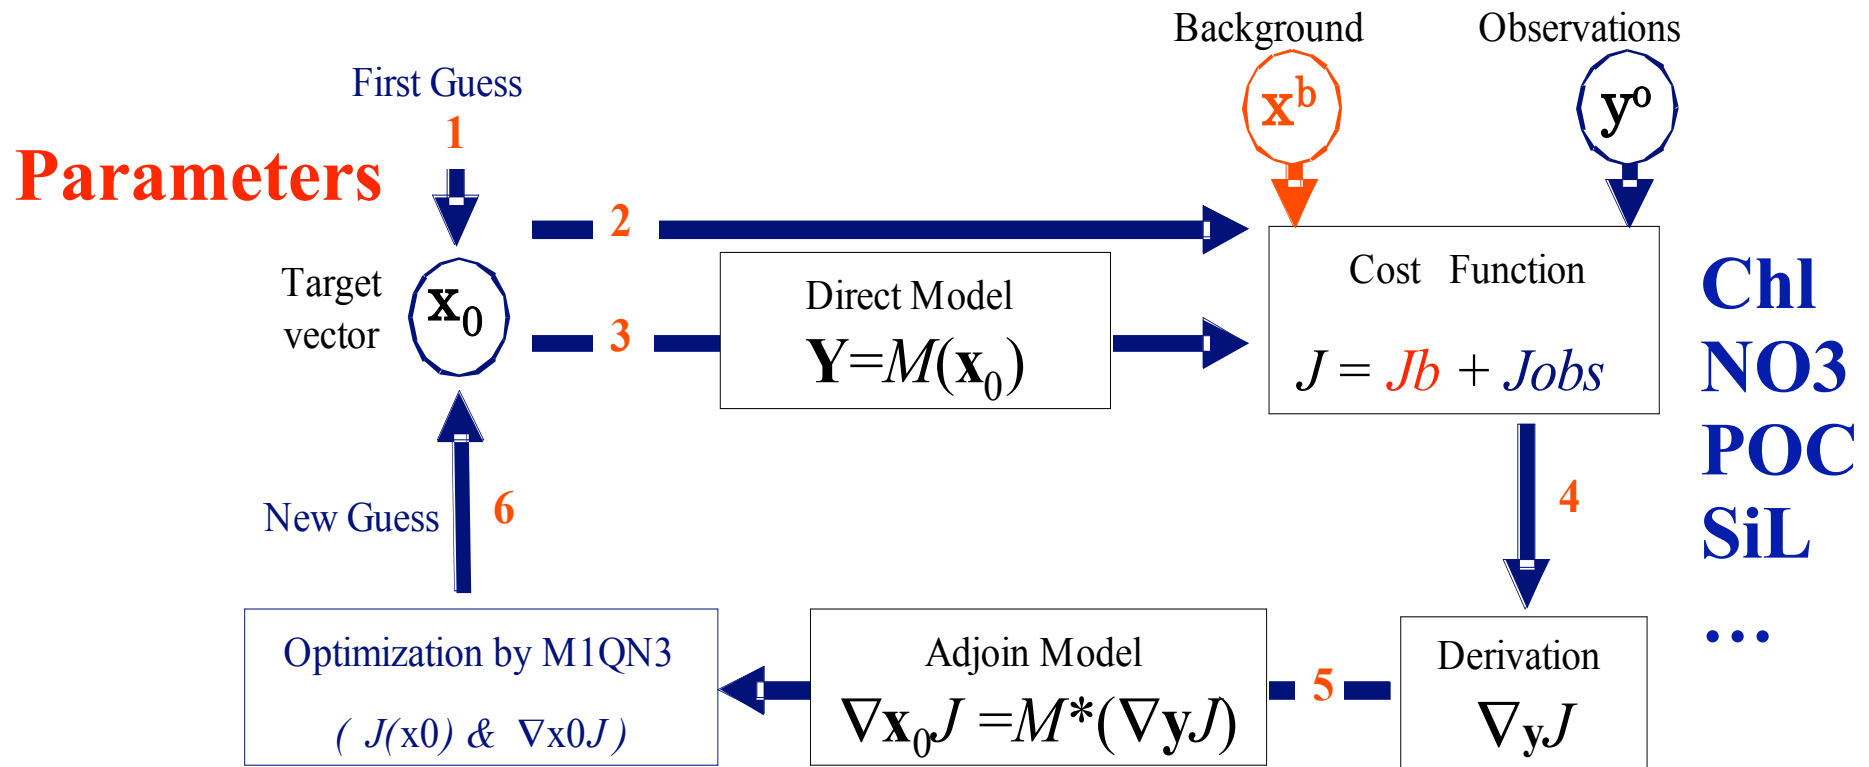 Background
Observations
First Guess
x^b
y^o
1
Parameters
2
Target
vector
x₀
3
Direct Model
Y=M(x₀)
Cost Function
J = Jb + Jobs
Chl
NO3
POC
SiL
...
4
New Guess
6
Optimization by M1QN3
( J(x0) & ∇x0J )
Adjoin Model
∇x₀J =M*(∇yJ)
5
Derivation
∇yJ